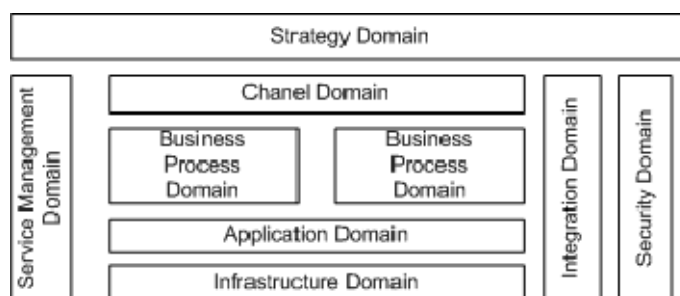 Strategy Domain
Service Management
Domain
Chanel Domain
Business
Process
Domain
Business
Process
Domain
Application Domain
Infrastructure Domain
Integration Domain
Security Domain